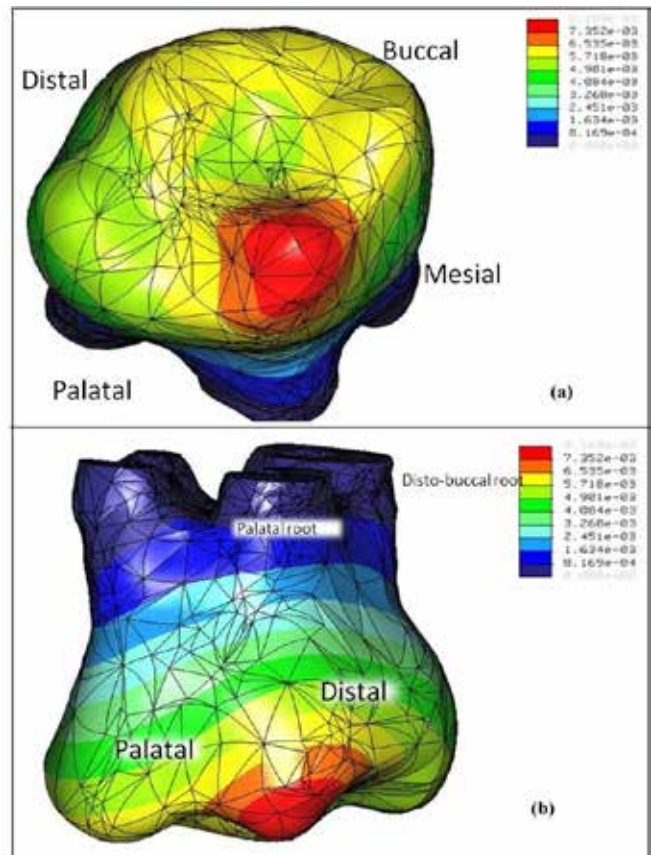 7.352e-03
6.535e-03
5.718e-03
4.901e-03
4.084e-03
3.268e-03
2.451e-03
1.634e-03
8.169e-04
Buccal
Distal
Mesial
Palatal
(a)
7.352e-03
6.535e-03
5.718e-03
4.901e-03
4.084e-03
3.268e-03
2.451e-03
1.634e-03
8.169e-04
Disto-buccal root
Palatal root
Distal
Palatal
(b)